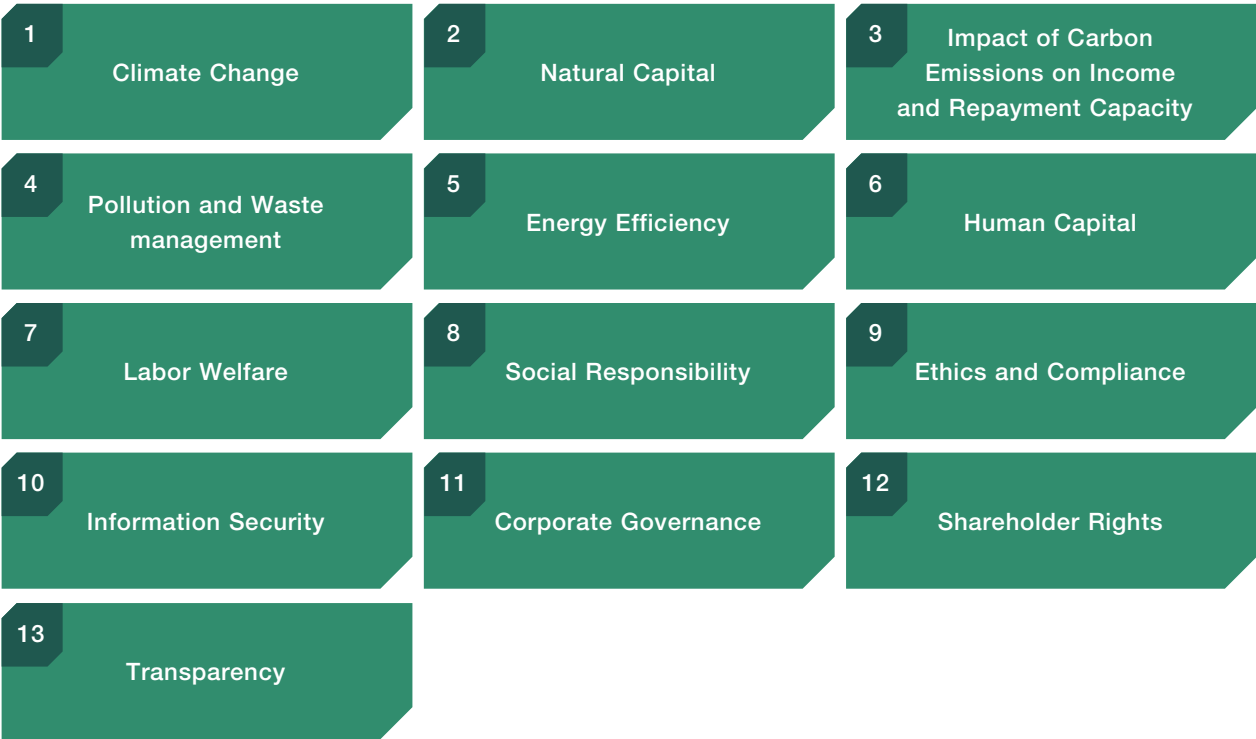 1
Climate Change
2
Natural Capital
3
Impact of Carbon
Emissions on Income
and Repayment Capacity
4
Pollution and Waste
management
5
Energy Efficiency
6
Human Capital
7
Labor Welfare
8
Social Responsibility
9
Ethics and Compliance
10
Information Security
11
Corporate Governance
12
Shareholder Rights
13
Transparency